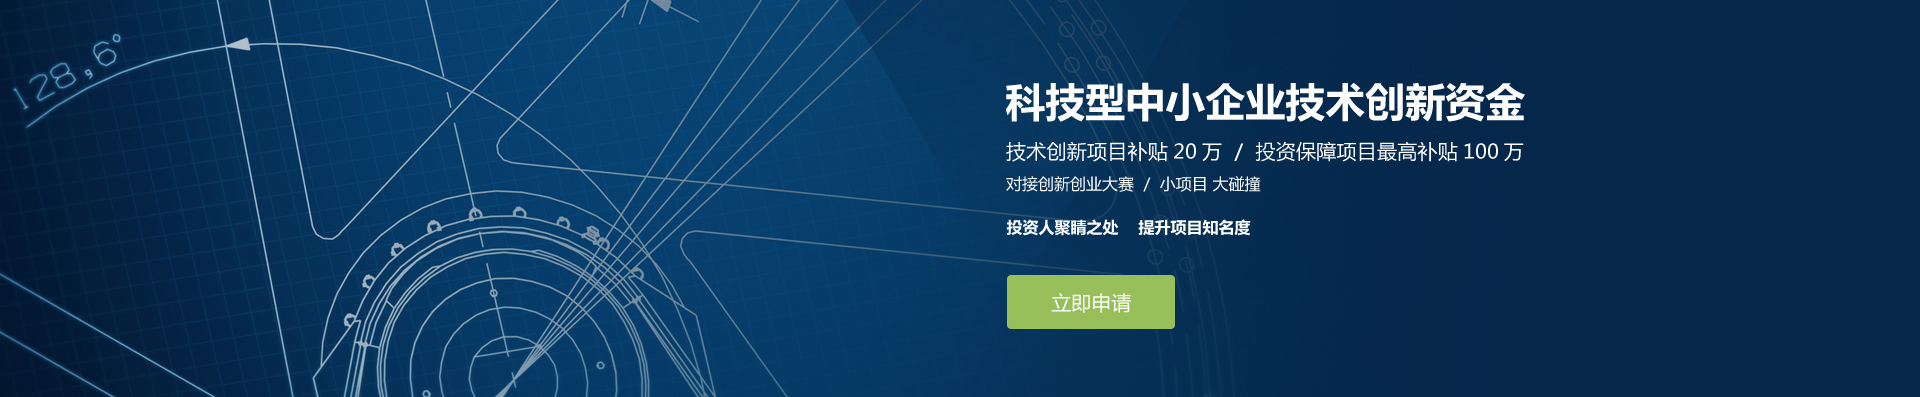 128,6°
科技型中小企业技术创新资金
技术创新项目补贴 20 万 / 投资保障项目最高补贴 100 万
对接创新创业大赛 / 小项目 大碰撞
投资人聚睛之处 提升项目知名度
立即申请